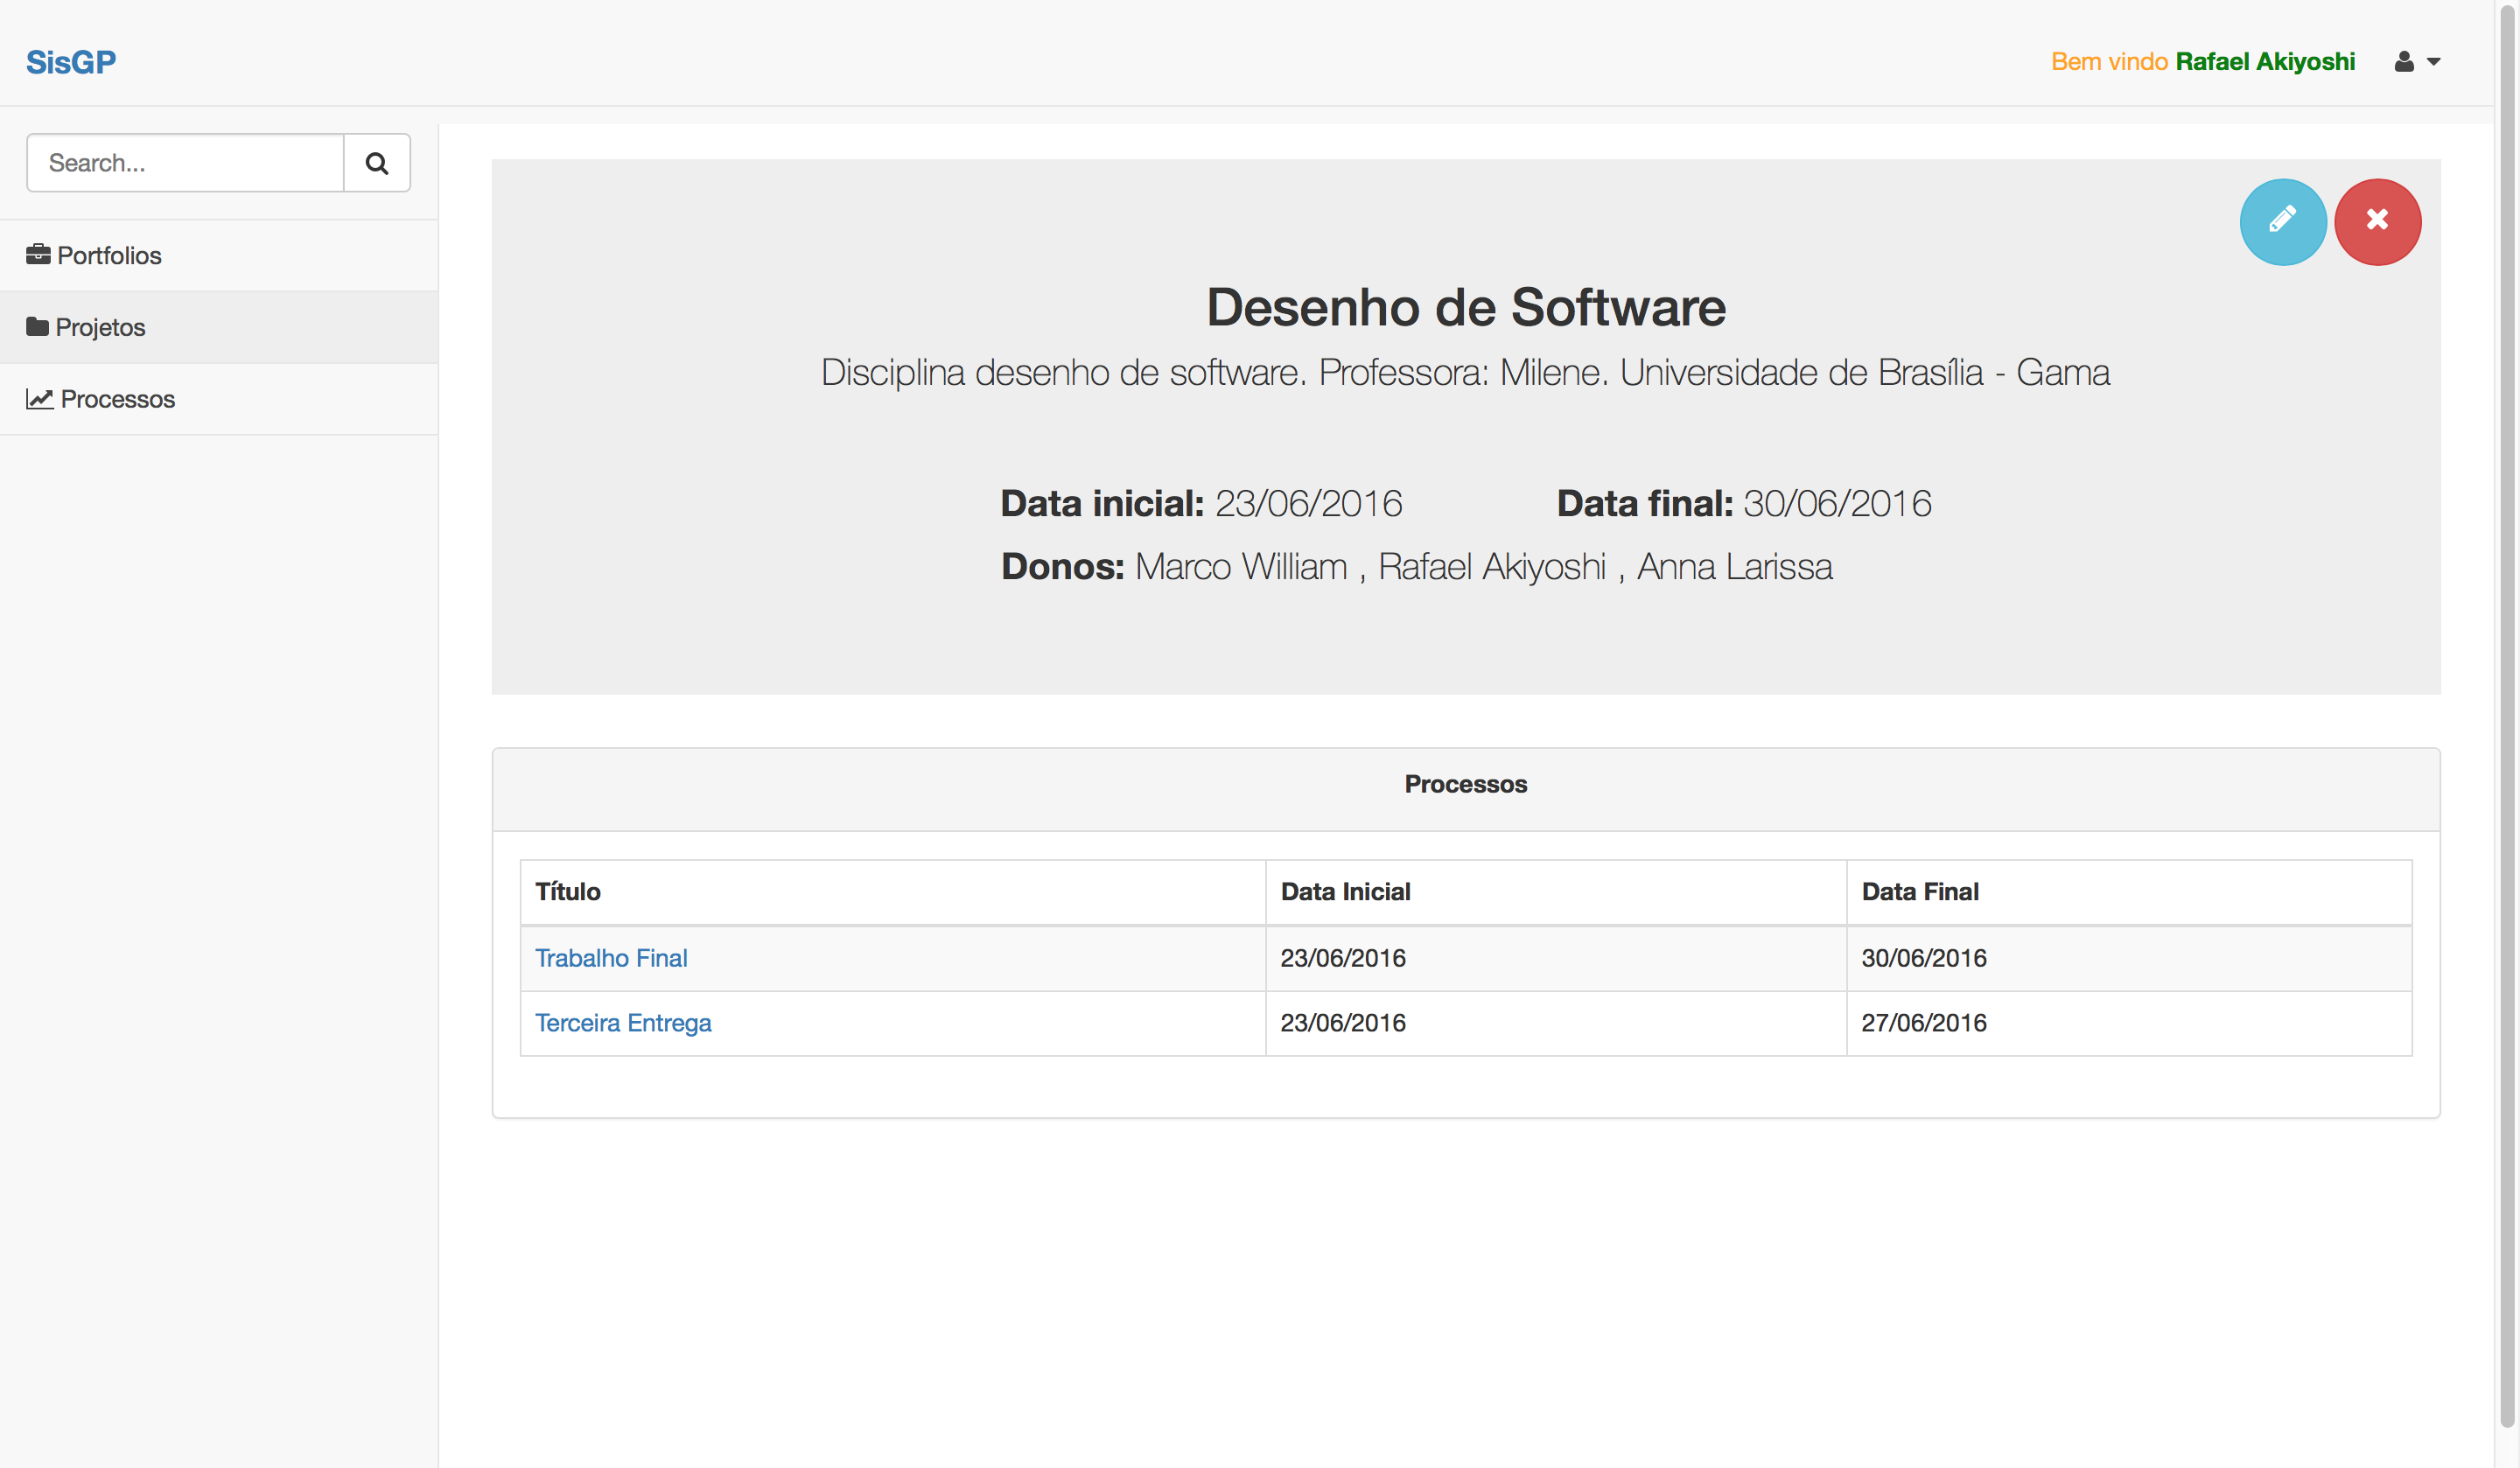 SisGP
Bem vindo Rafael Akiyoshi
Search...
Portfolios
Projetos
Processos
Desenho de Software
Disciplina desenho de software. Professora: Milene. Universidade de Brasília - Gama
Data inicial: 23/06/2016 Data final: 30/06/2016
Donos: Marco William , Rafael Akiyoshi , Anna Larissa
Processos
Título Data Inicial Data Final
Trabalho Final 23/06/2016 30/06/2016
Terceira Entrega 23/06/2016 27/06/2016